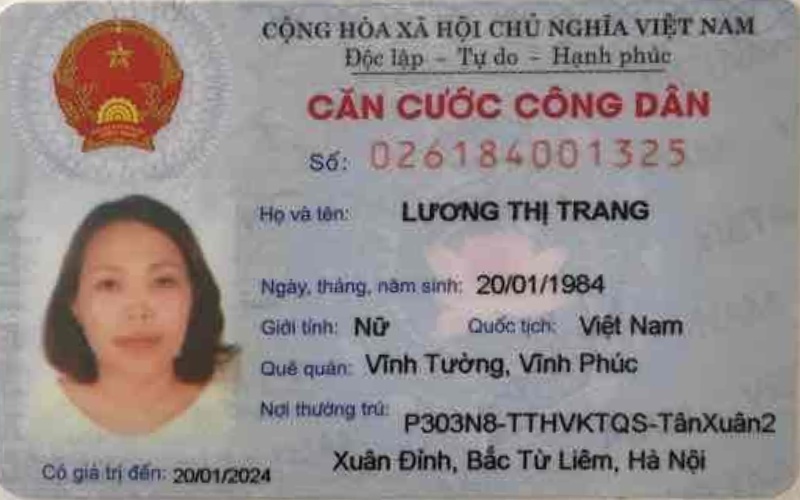 CỘNG HÒA XÃ HỘI CHỦ NGHĨA VIỆT NAM
Độc lập – Tự do – Hạnh phúc
CĂN CƯỚC CÔNG DÂN
Số: 026184001325
Họ và tên: LƯƠNG THỊ TRANG
Ngày, tháng, năm sinh: 20/01/1984
Giới tính: Nữ Quốc tịch: Việt Nam
Quê quán: Vĩnh Tường, Vĩnh Phúc
Nơi thường trú: P303N8-TTHVKTQS-TânXuân2
Xuân Đỉnh, Bắc Từ Liêm, Hà Nội
Có giá trị đến: 20/01/2024